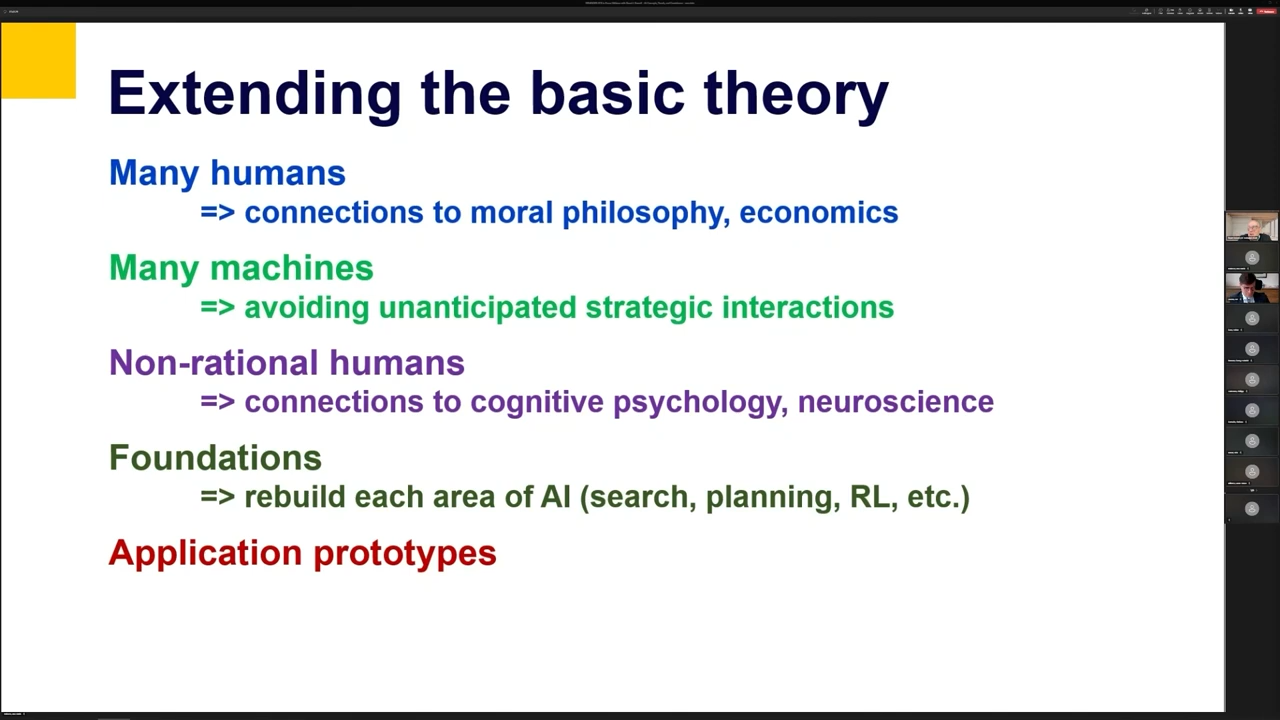 Extending the basic theory
Many humans
=> connections to moral philosophy, economics
Many machines
=> avoiding unanticipated strategic interactions
Non-rational humans
=> connections to cognitive psychology, neuroscience
Foundations
=> rebuild each area of AI (search, planning, RL, etc.)
Application prototypes